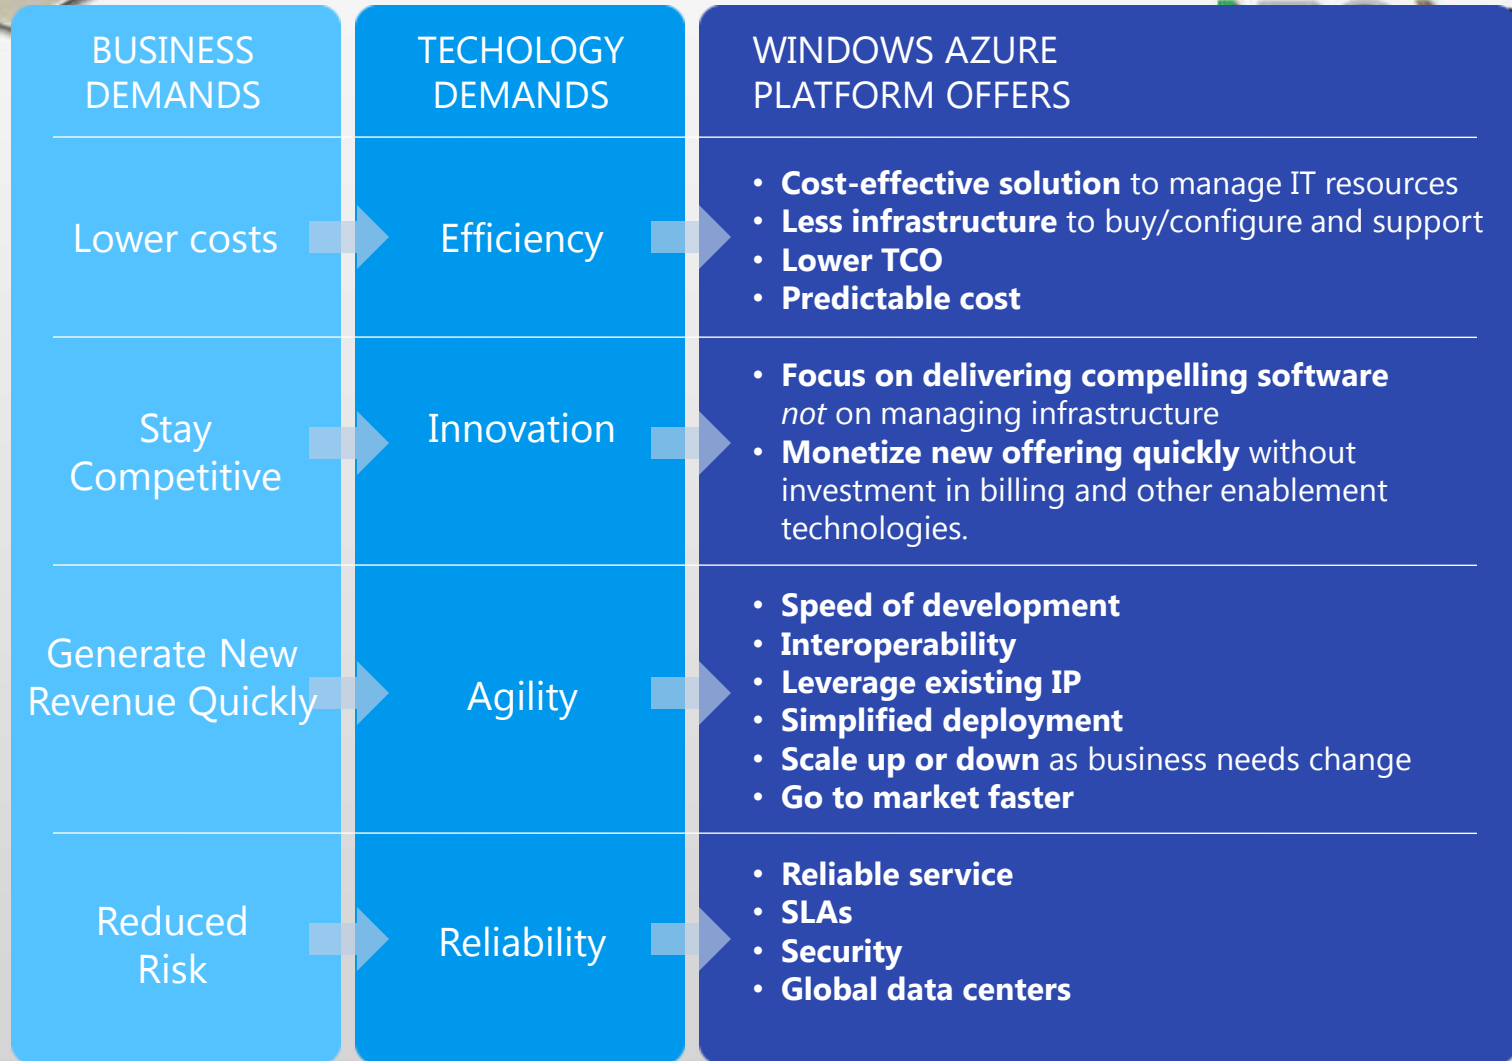 BUSINESS
DEMANDS
TECHOLOGY
DEMANDS
WINDOWS AZURE
PLATFORM OFFERS
Lower costs
Efficiency
• Cost-effective solution to manage IT resources
• Less infrastructure to buy/configure and support
• Lower TCO
• Predictable cost
Stay
Competitive
Innovation
• Focus on delivering compelling software
not on managing infrastructure
• Monetize new offering quickly without
investment in billing and other enablement
technologies.
Generate New
Revenue Quickly
Agility
• Speed of development
• Interoperability
• Leverage existing IP
• Simplified deployment
• Scale up or down as business needs change
• Go to market faster
Reduced
Risk
Reliability
• Reliable service
• SLAs
• Security
• Global data centers